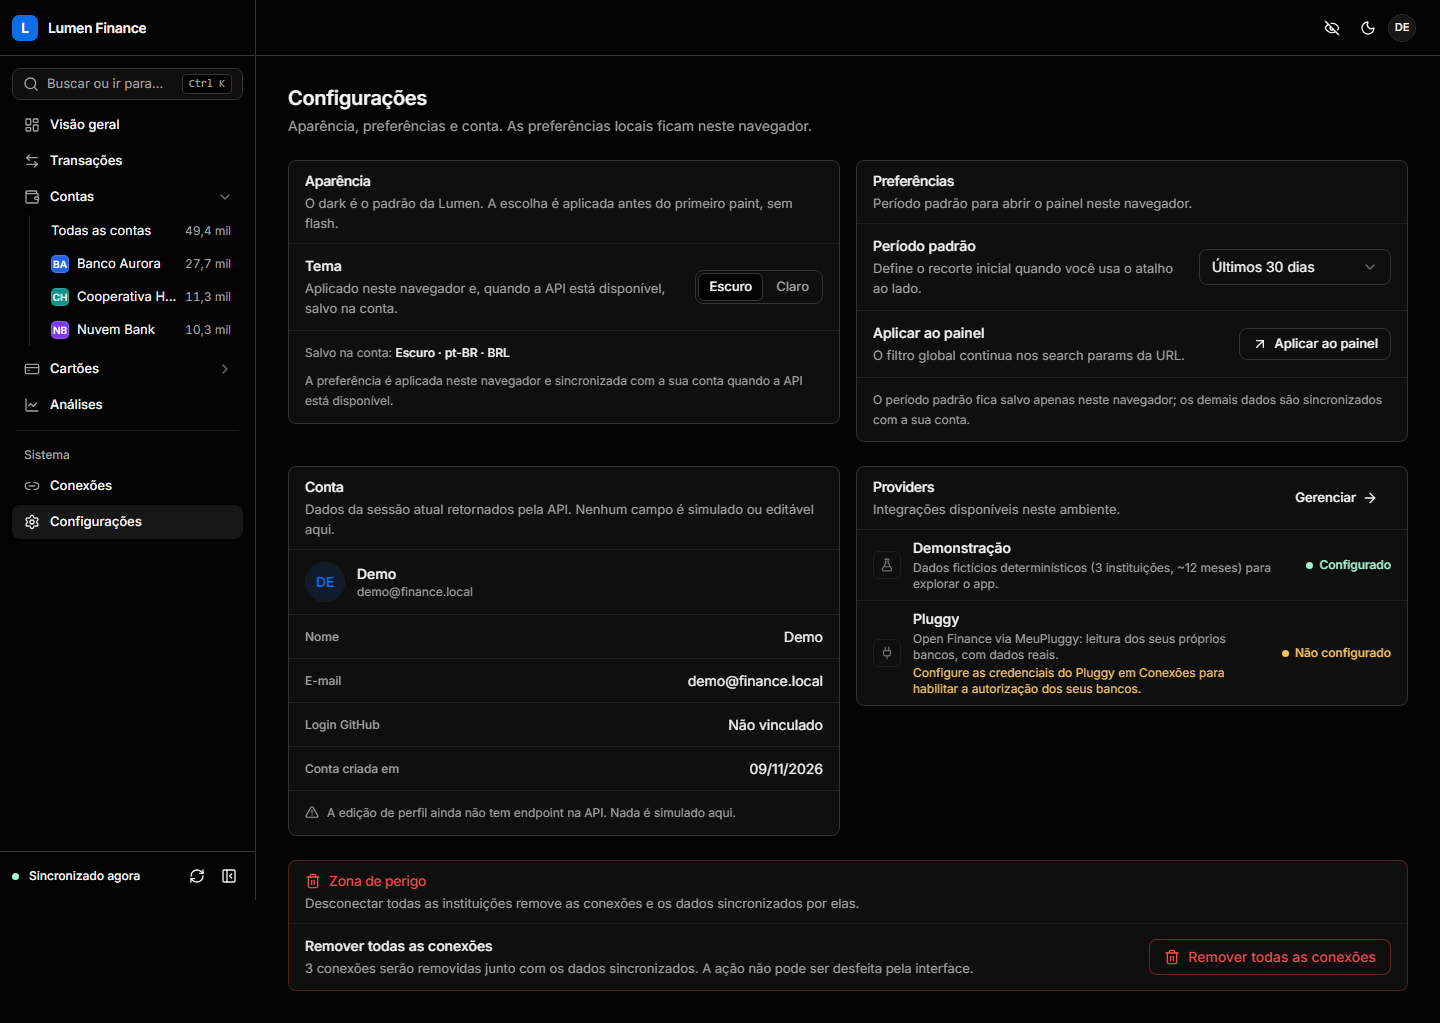 L Lumen Finance
DE
Buscar ou ir para... Ctrl K
Visão geral
Transações
Contas
Todas as contas 49,4 mil
BA Banco Aurora 27,7 mil
CH Cooperativa H... 11,3 mil
NB Nuvem Bank 10,3 mil
Cartões
Análises
Sistema
Conexões
Configurações
Sincronizado agora
Configurações
Aparência, preferências e conta. As preferências locais ficam neste navegador.
Aparência
O dark é o padrão da Lumen. A escolha é aplicada antes do primeiro paint, sem
flash.
Tema
Aplicado neste navegador e, quando a API está disponível,
salvo na conta.
Escuro Claro
Salvo na conta: Escuro · pt-BR · BRL
A preferência é aplicada neste navegador e sincronizada com a sua conta quando a API
está disponível.
Preferências
Período padrão para abrir o painel neste navegador.
Período padrão
Define o recorte inicial quando você usa o atalho
ao lado.
Últimos 30 dias
Aplicar ao painel
O filtro global continua nos search params da URL.
Aplicar ao painel
O período padrão fica salvo apenas neste navegador; os demais dados são sincronizados
com a sua conta.
Conta
Dados da sessão atual retornados pela API. Nenhum campo é simulado ou editável
aqui.
DE
Demo
demo@finance.local
Nome Demo
E-mail demo@finance.local
Login GitHub Não vinculado
Conta criada em 09/11/2026
A edição de perfil ainda não tem endpoint na API. Nada é simulado aqui.
Providers
Integrações disponíveis neste ambiente.
Gerenciar
Demonstração
Dados fictícios determinísticos (3 instituições, ~12 meses) para
explorar o app.
Configurado
Pluggy
Open Finance via MeuPluggy: leitura dos seus próprios
bancos, com dados reais.
Configure as credenciais do Pluggy em Conexões para
habilitar a autorização dos seus bancos.
Não configurado
Zona de perigo
Desconectar todas as instituições remove as conexões e os dados sincronizados por elas.
Remover todas as conexões
3 conexões serão removidas junto com os dados sincronizados. A ação não pode ser desfeita pela interface.
Remover todas as conexões